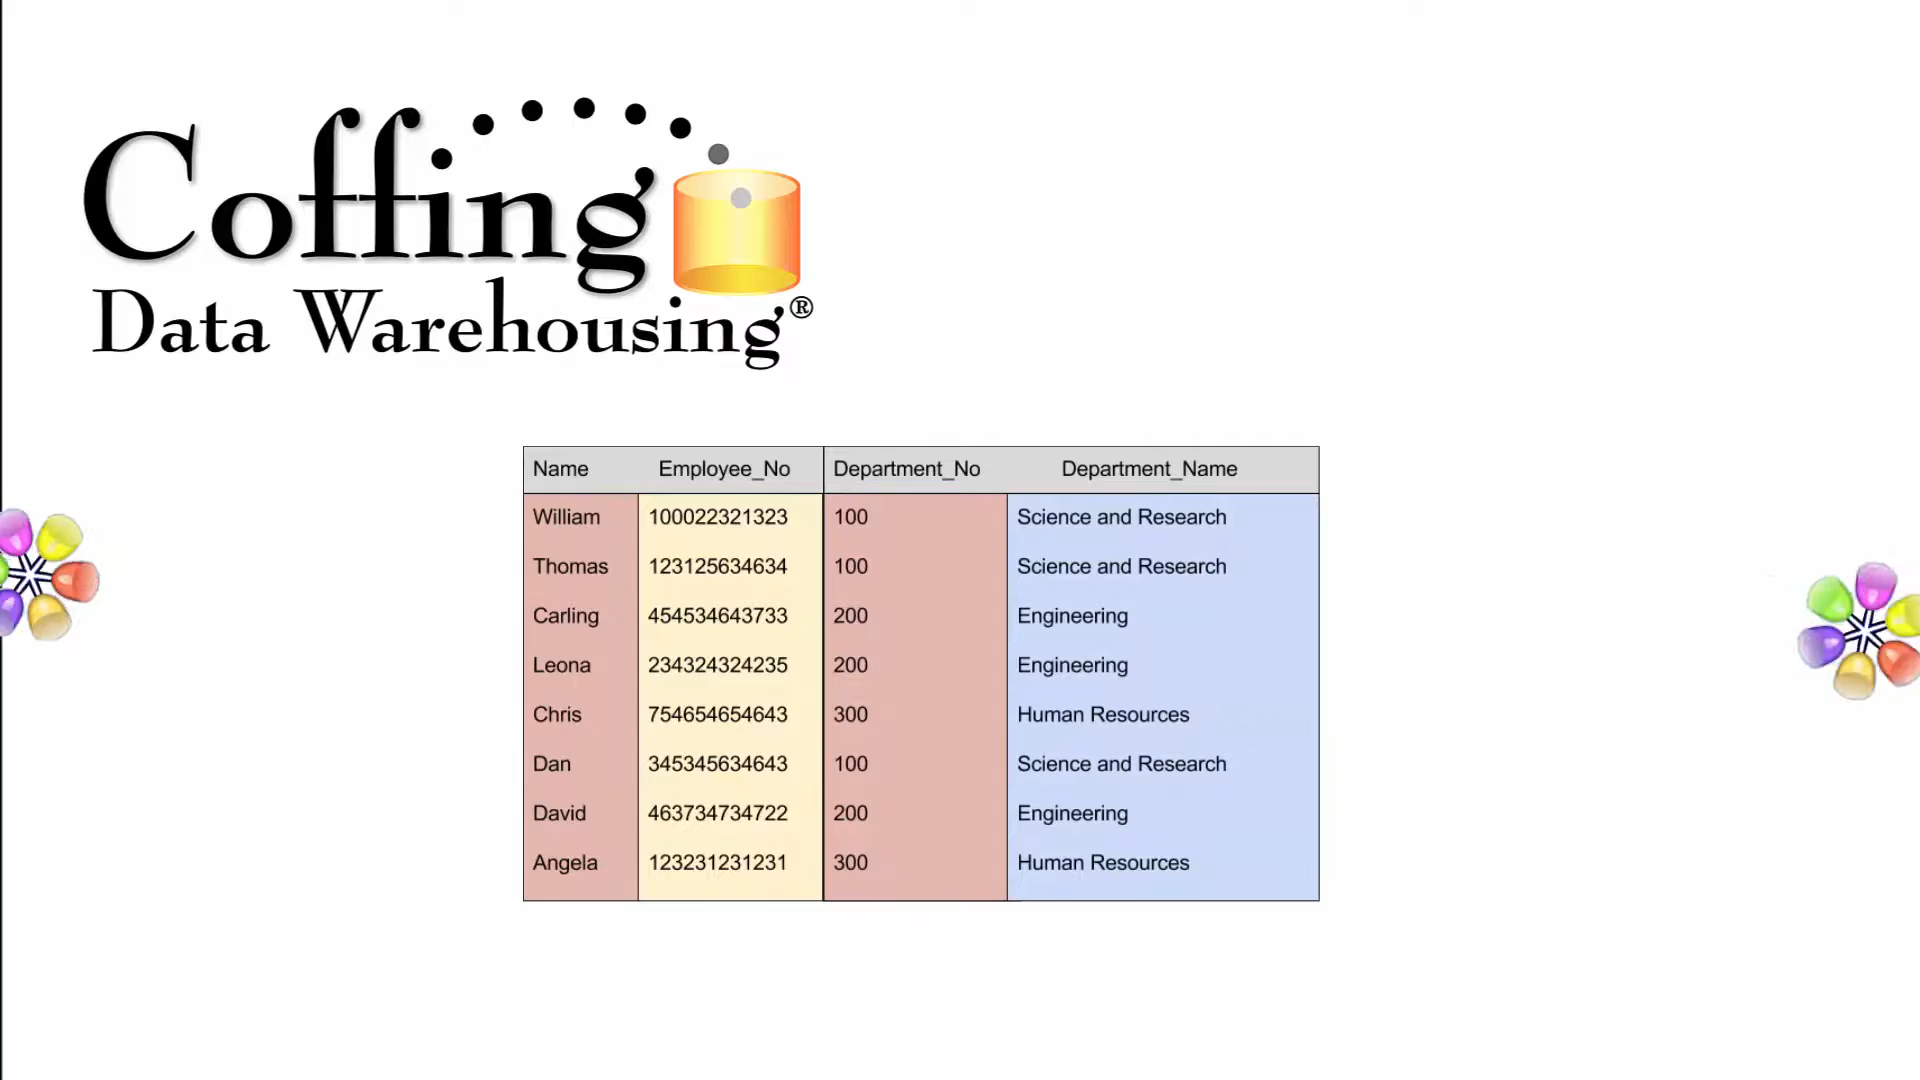 Coffing
Data Warehousing®
Name Employee_No Department_No Department_Name
William 100022321323 100 Science and Research
Thomas 123125634634 100 Science and Research
Carling 454534643733 200 Engineering
Leona 234324324235 200 Engineering
Chris 754654654643 300 Human Resources
Dan 345345634643 100 Science and Research
David 463734734722 200 Engineering
Angela 123231231231 300 Human Resources